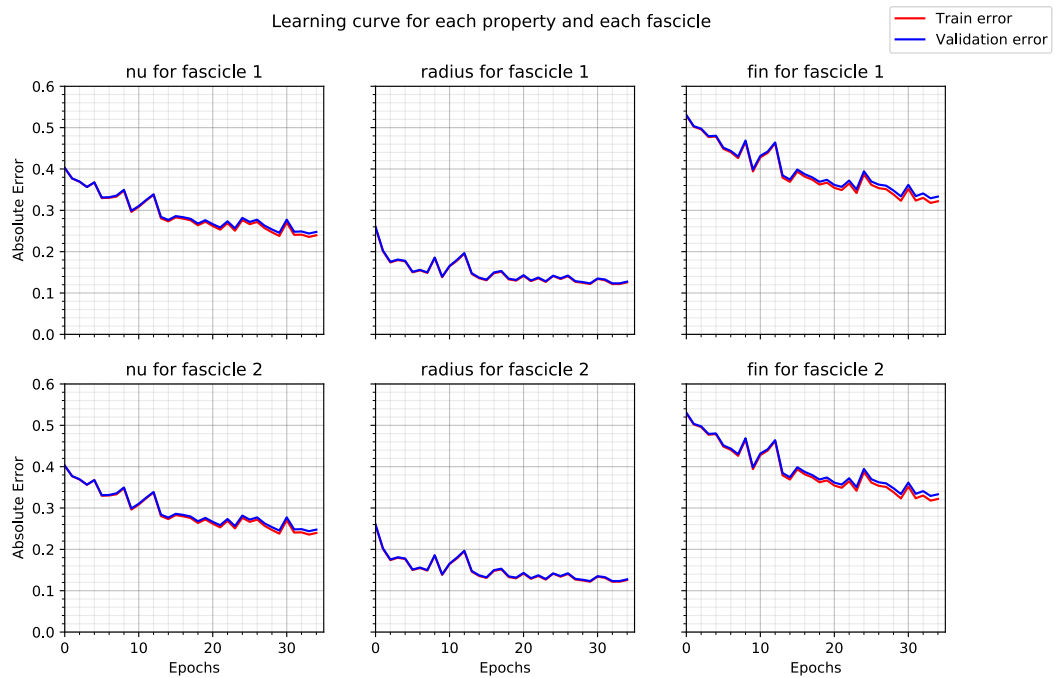 Learning curve for each property and each fascicle
Train error
Validation error
nu for fascicle 1
radius for fascicle 1
fin for fascicle 1
Absolute Error
0.6
0.5
0.4
0.3
0.2
0.1
0.0
nu for fascicle 2
radius for fascicle 2
fin for fascicle 2
Absolute Error
0.6
0.5
0.4
0.3
0.2
0.1
0.0
0 10 20 30
0 10 20 30
0 10 20 30
Epochs
Epochs
Epochs